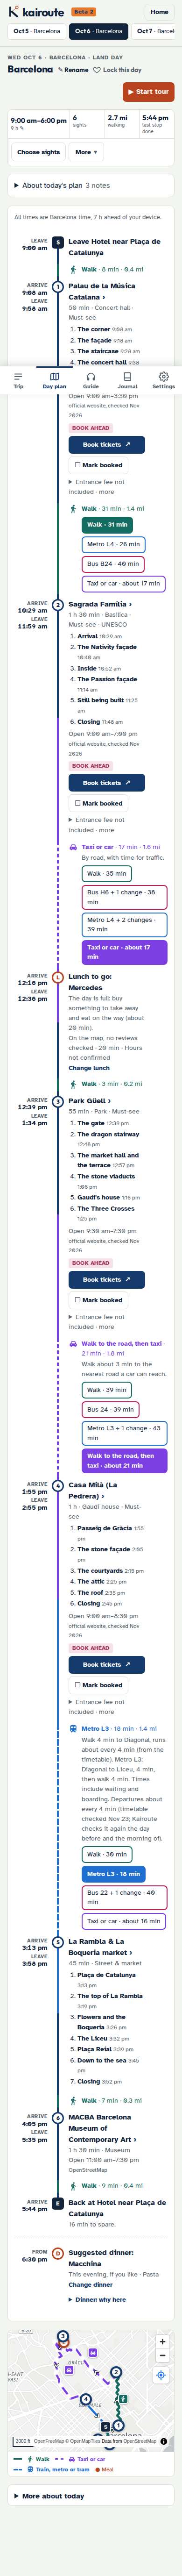 kairoute Beta 2 Home
Oct 5 · Barcelona Oct 6 · Barcelona Oct 7 · Barcel
WED OCT 6 · BARCELONA · LAND DAY
Barcelona ✎ Rename ♡ Lock this day
▶ Start tour
9:00 am–6:00 pm
9 h ✎
6
sights
2.7 mi
walking
5:44 pm
last stop
done
Choose sights More ▾
▶ About today's plan 3 notes
All times are Barcelona time, 7 h ahead of your device.
LEAVE
9:00 am
S
Leave Hotel near Plaça de
Catalunya
Walk · 8 min · 0.4 mi
ARRIVE
9:08 am
LEAVE
9:58 am
1
Palau de la Música
Catalana ›
50 min · Concert hall ·
Must-see
1. The corner 9:08 am
2. The façade 9:18 am
3. The staircase 9:28 am
4. The concert hall 9:38
Trip Day plan Guide Journal Settings
Open 9:00 am–3:30 pm
official website, checked Nov
2026
BOOK AHEAD
Book tickets ↗
☐ Mark booked
▶ Entrance fee not
included · more
Walk · 31 min · 1.4 mi
Walk · 31 min
Metro L4 · 26 min
Bus B24 · 40 min
Taxi or car · about 17 min
ARRIVE
10:29 am
LEAVE
11:59 am
2
Sagrada Família ›
1 h 30 min · Basilica ·
Must-see · UNESCO
1. Arrival 10:29 am
2. The Nativity façade
10:40 am
3. Inside 10:52 am
4. The Passion façade
11:14 am
5. Still being built 11:25
am
6. Closing 11:48 am
Open 9:00 am–7:00 pm
official website, checked Nov
2026
BOOK AHEAD
Book tickets ↗
☐ Mark booked
▶ Entrance fee not
included · more
Taxi or car · 17 min · 1.6 mi
By road, with time for traffic.
Walk · 35 min
Bus H6 + 1 change · 38
min
Metro L4 + 2 changes ·
39 min
Taxi or car · about 17
min
ARRIVE
12:16 pm
LEAVE
12:36 pm
L
Lunch to go:
Mercedes
The day is full: buy
something to take away
and eat on the way (about
20 min).
On the map, no reviews
checked · 20 min · Hours
not confirmed
Change lunch
Walk · 3 min · 0.2 mi
ARRIVE
12:39 pm
LEAVE
1:34 pm
3
Park Güell ›
55 min · Park · Must-see
1. The gate 12:39 pm
2. The dragon stairway
12:48 pm
3. The market hall and
the terrace 12:57 pm
4. The stone viaducts
1:06 pm
5. Gaudí's house 1:16 pm
6. The Three Crosses
1:25 pm
Open 9:30 am–7:30 pm
official website, checked Nov
2026
BOOK AHEAD
Book tickets ↗
☐ Mark booked
▶ Entrance fee not
included · more
Walk to the road, then taxi ·
21 min · 1.8 mi
Walk about 3 min to the
nearest road a car can reach.
Walk · 39 min
Bus 24 · 39 min
Metro L3 + 1 change · 43
min
Walk to the road, then
taxi · about 21 min
ARRIVE
1:55 pm
LEAVE
2:55 pm
4
Casa Milà (La
Pedrera) ›
1 h · Gaudí house · Must-
see
1. Passeig de Gràcia 1:55
pm
2. The stone façade 2:05
pm
3. The courtyards 2:15 pm
4. The attic 2:25 pm
5. The roof 2:35 pm
6. Closing 2:45 pm
Open 9:00 am–6:30 pm
official website, checked Nov
2026
BOOK AHEAD
Book tickets ↗
☐ Mark booked
▶ Entrance fee not
included · more
Metro L3 · 18 min · 1.4 mi
Walk 4 min to Diagonal, runs
about every 4 min (from the
timetable). Metro L3:
Diagonal to Liceu, 4 min,
then walk 4 min. Times
include waiting and
boarding. Departures about
every 4 min (timetable
checked Nov 23; Kairoute
checks it again the day
before and the morning of).
Walk · 30 min
Metro L3 · 18 min
Bus 22 + 1 change · 40
min
Taxi or car · about 16 min
ARRIVE
3:13 pm
LEAVE
3:58 pm
5
La Rambla & La
Boqueria market ›
45 min · Street & market
1. Plaça de Catalunya
3:13 pm
2. The top of La Rambla
3:19 pm
3. Flowers and the
Boqueria 3:26 pm
4. The Liceu 3:32 pm
5. Plaça Reial 3:39 pm
6. Down to the sea 3:45
pm
7. Closing 3:52 pm
Walk · 7 min · 0.3 mi
ARRIVE
4:05 pm
LEAVE
5:35 pm
6
MACBA Barcelona
Museum of
Contemporary Art ›
1 h 30 min · Museum
Open 11:00 am–7:30 pm
OpenStreetMap
Walk · 9 min · 0.4 mi
ARRIVE
5:44 pm
E
Back at Hotel near Plaça de
Catalunya
16 min to spare.
FROM
6:30 pm
D
Suggested dinner:
Macchina
This evening, if you like · Pasta
Change dinner
▶ Dinner: why here
3000 ft OpenFreeMap © OpenMapTiles Data from OpenStreetMap
Walk Taxi or car
Train, metro or tram Meal
▶ More about today